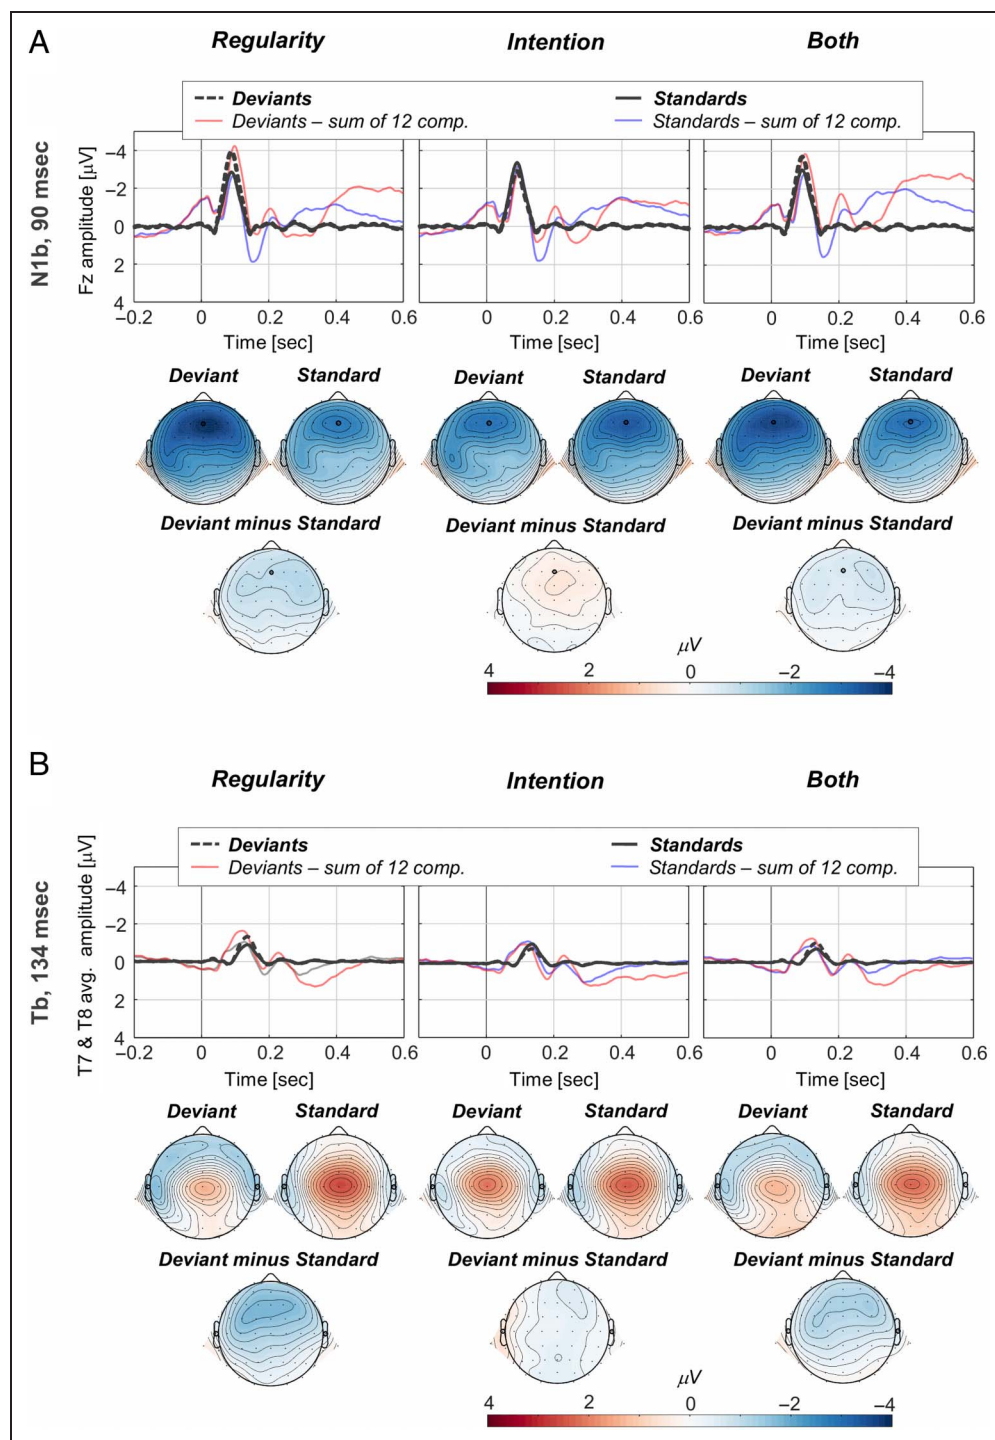 A
Regularity Intention Both
Deviants Standards
Deviants – sum of 12 comp. Standards – sum of 12 comp.
N1b, 90 msec
Fz amplitude [μV]
−4
−2
0
2
4
−0.2 0 0.2 0.4 0.6 0 0.2 0.4 0.6 0 0.2 0.4 0.6
Time [sec] Time [sec] Time [sec]
Deviant Standard Deviant Standard Deviant Standard
Deviant minus Standard Deviant minus Standard Deviant minus Standard
μV
4 2 0 −2 −4
B
Regularity Intention Both
Deviants Standards
Deviants – sum of 12 comp. Standards – sum of 12 comp.
Tb, 134 msec
T7 & T8 avg. amplitude [μV]
−4
−2
0
2
4
−0.2 0 0.2 0.4 0.6 0 0.2 0.4 0.6 0 0.2 0.4 0.6
Time [sec] Time [sec] Time [sec]
Deviant Standard Deviant Standard Deviant Standard
Deviant minus Standard Deviant minus Standard Deviant minus Standard
μV
4 2 0 −2 −4